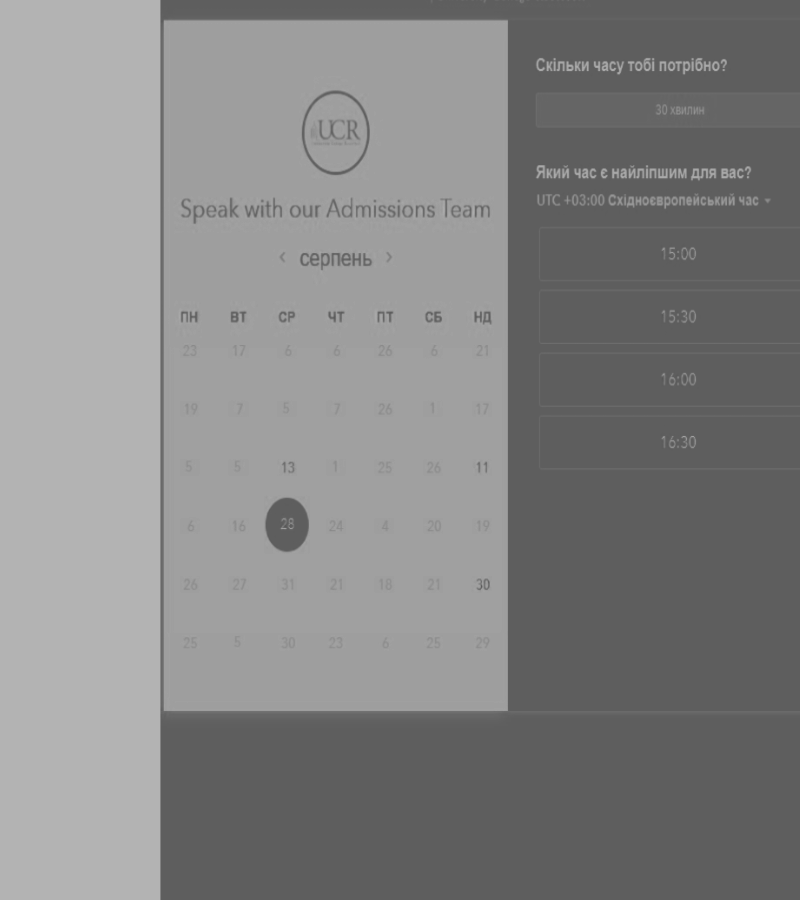 UCR
Speak with our Admissions Team
‹ серпень ›
ПН ВТ СР ЧТ ПТ СБ НД
23 17 6 6 26 6 21
19 7 5 7 26 1 17
5 5 13 1 25 26 11
6 16 28 24 4 20 19
26 27 31 21 18 21 30
25 5 30 23 6 25 29
Скільки часу тобі потрібно?
30 хвилин
Який час є найліпшим для вас?
UTC +03:00 Східноєвропейський час
15:00
15:30
16:00
16:30